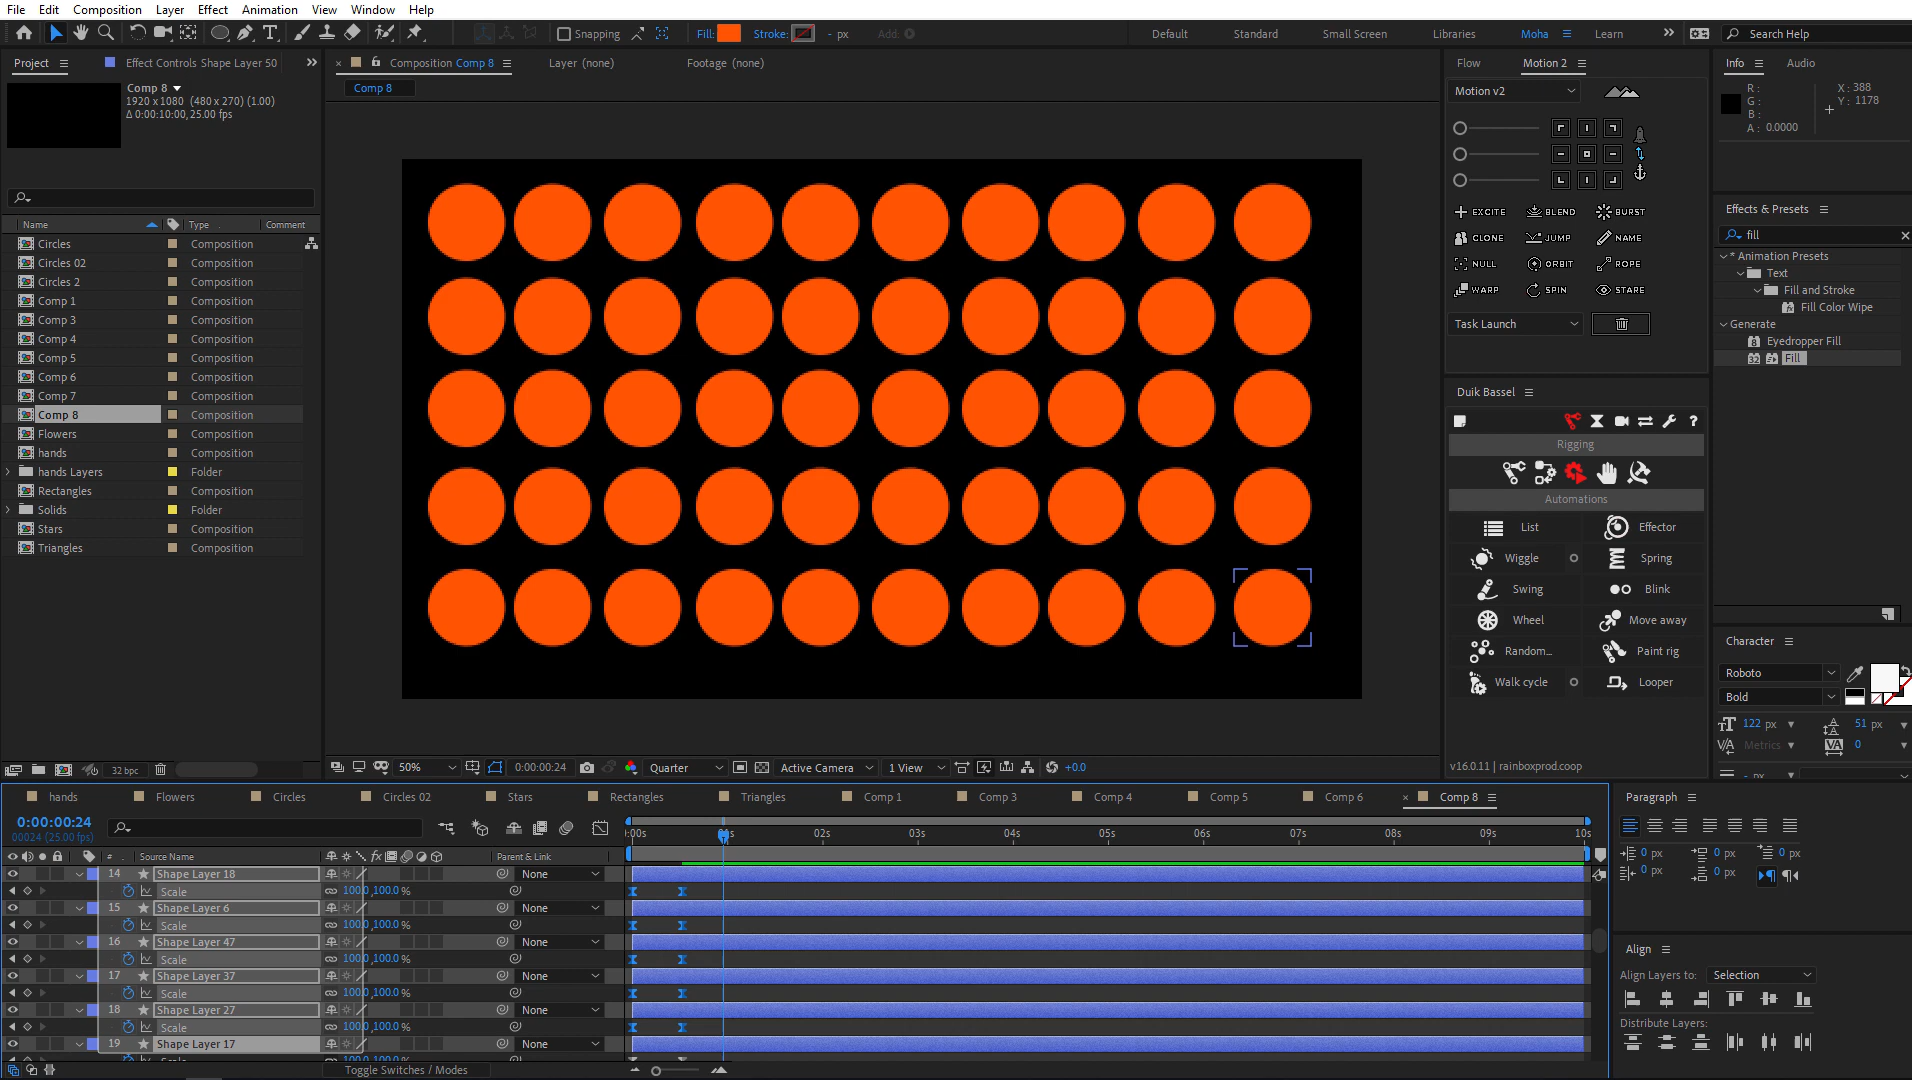 File Edit Composition Layer Effect Animation View Window Help
Snapping Fill: Stroke: - px Add: Default Standard Small Screen Libraries Moha Learn Search Help
Project Effect Controls Shape Layer 50 Composition Comp 8 Layer (none) Footage (none) Flow Motion 2 Info Audio
Comp 8
1920 x 1080 (480 x 270) (1.00)
Δ 0:00:10:00, 25.00 fps
Comp 8
Motion v2
R :
G :
B :
A : 0.0000
X : 388
Y : 1178
EXCITE BLEND BURST
CLONE JUMP NAME
NULL ORBIT ROPE
WARP SPIN STARE
Task Launch
Effects & Presets
fill
* Animation Presets
Text
Fill and Stroke
Fill Color Wipe
Generate
Eyedropper Fill
32 Fill
Name Type Comment
Circles Composition
Circles 02 Composition
Circles 2 Composition
Comp 1 Composition
Comp 3 Composition
Comp 4 Composition
Comp 5 Composition
Comp 6 Composition
Comp 7 Composition
Comp 8 Composition
Flowers Composition
hands Composition
hands Layers Folder
Rectangles Composition
Solids Folder
Stars Composition
Triangles Composition
32 bpc
Duik Bassel
?
Rigging
Automations
List Effector
Wiggle Spring
Swing Blink
Wheel Move away
Random... Paint rig
Walk cycle Looper
v16.0.11 | rainboxprod.coop
Character
Roboto
Bold
122 px 51 px
Metrics 0
- px
50% 0:00:00:24 Quarter Active Camera 1 View +0.0
hands Flowers Circles Circles 02 Stars Rectangles Triangles Comp 1 Comp 3 Comp 4 Comp 5 Comp 6 Comp 8
0:00:00:24
00024 (25.00 fps)
02s 03s 04s 05s 06s 07s 08s 09s 10s
# Source Name Parent & Link
14 Shape Layer 18 None
Scale 100.0,100.0 %
15 Shape Layer 6 None
Scale 100.0,100.0 %
16 Shape Layer 47 None
Scale 100.0,100.0 %
17 Shape Layer 37 None
Scale 100.0,100.0 %
18 Shape Layer 27 None
Scale 100.0,100.0 %
19 Shape Layer 17 None
Toggle Switches / Modes
Paragraph
0 px 0 px 0 px
0 px 0 px
Align
Align Layers to: Selection
Distribute Layers: